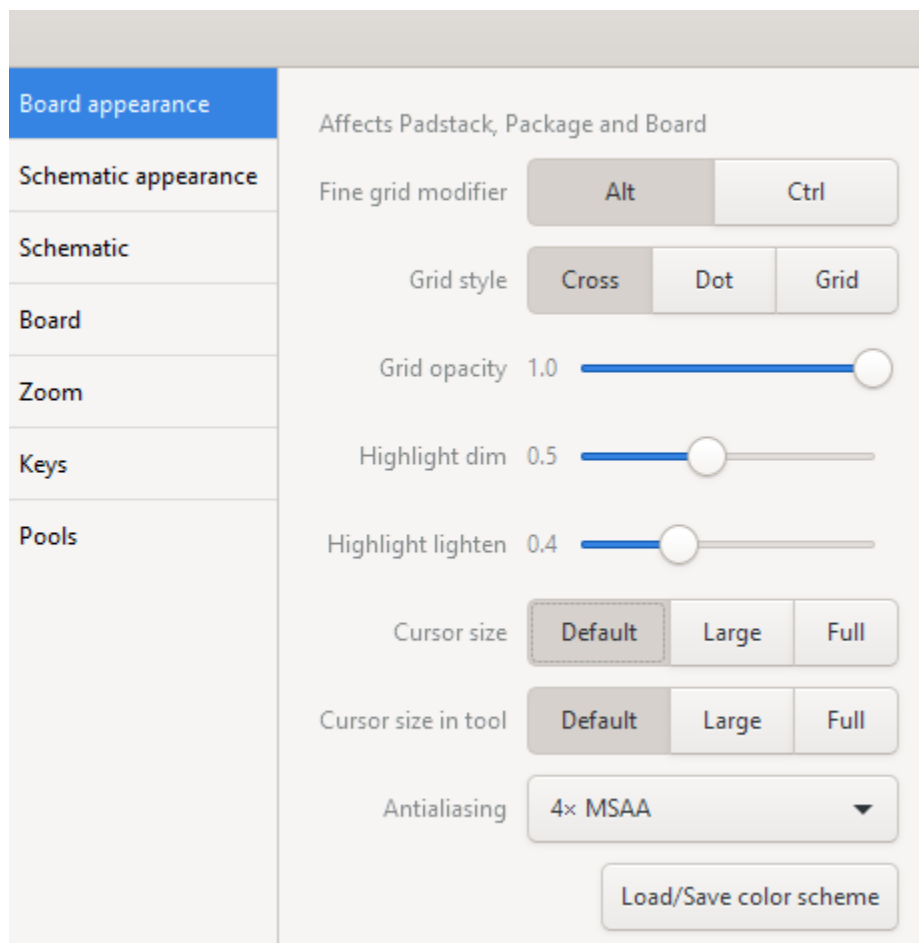 Board appearance
Schematic appearance
Schematic
Board
Zoom
Keys
Pools
Affects Padstack, Package and Board
Fine grid modifier Alt Ctrl
Grid style Cross Dot Grid
Grid opacity 1.0
Highlight dim 0.5
Highlight lighten 0.4
Cursor size Default Large Full
Cursor size in tool Default Large Full
Antialiasing 4× MSAA
Load/Save color scheme